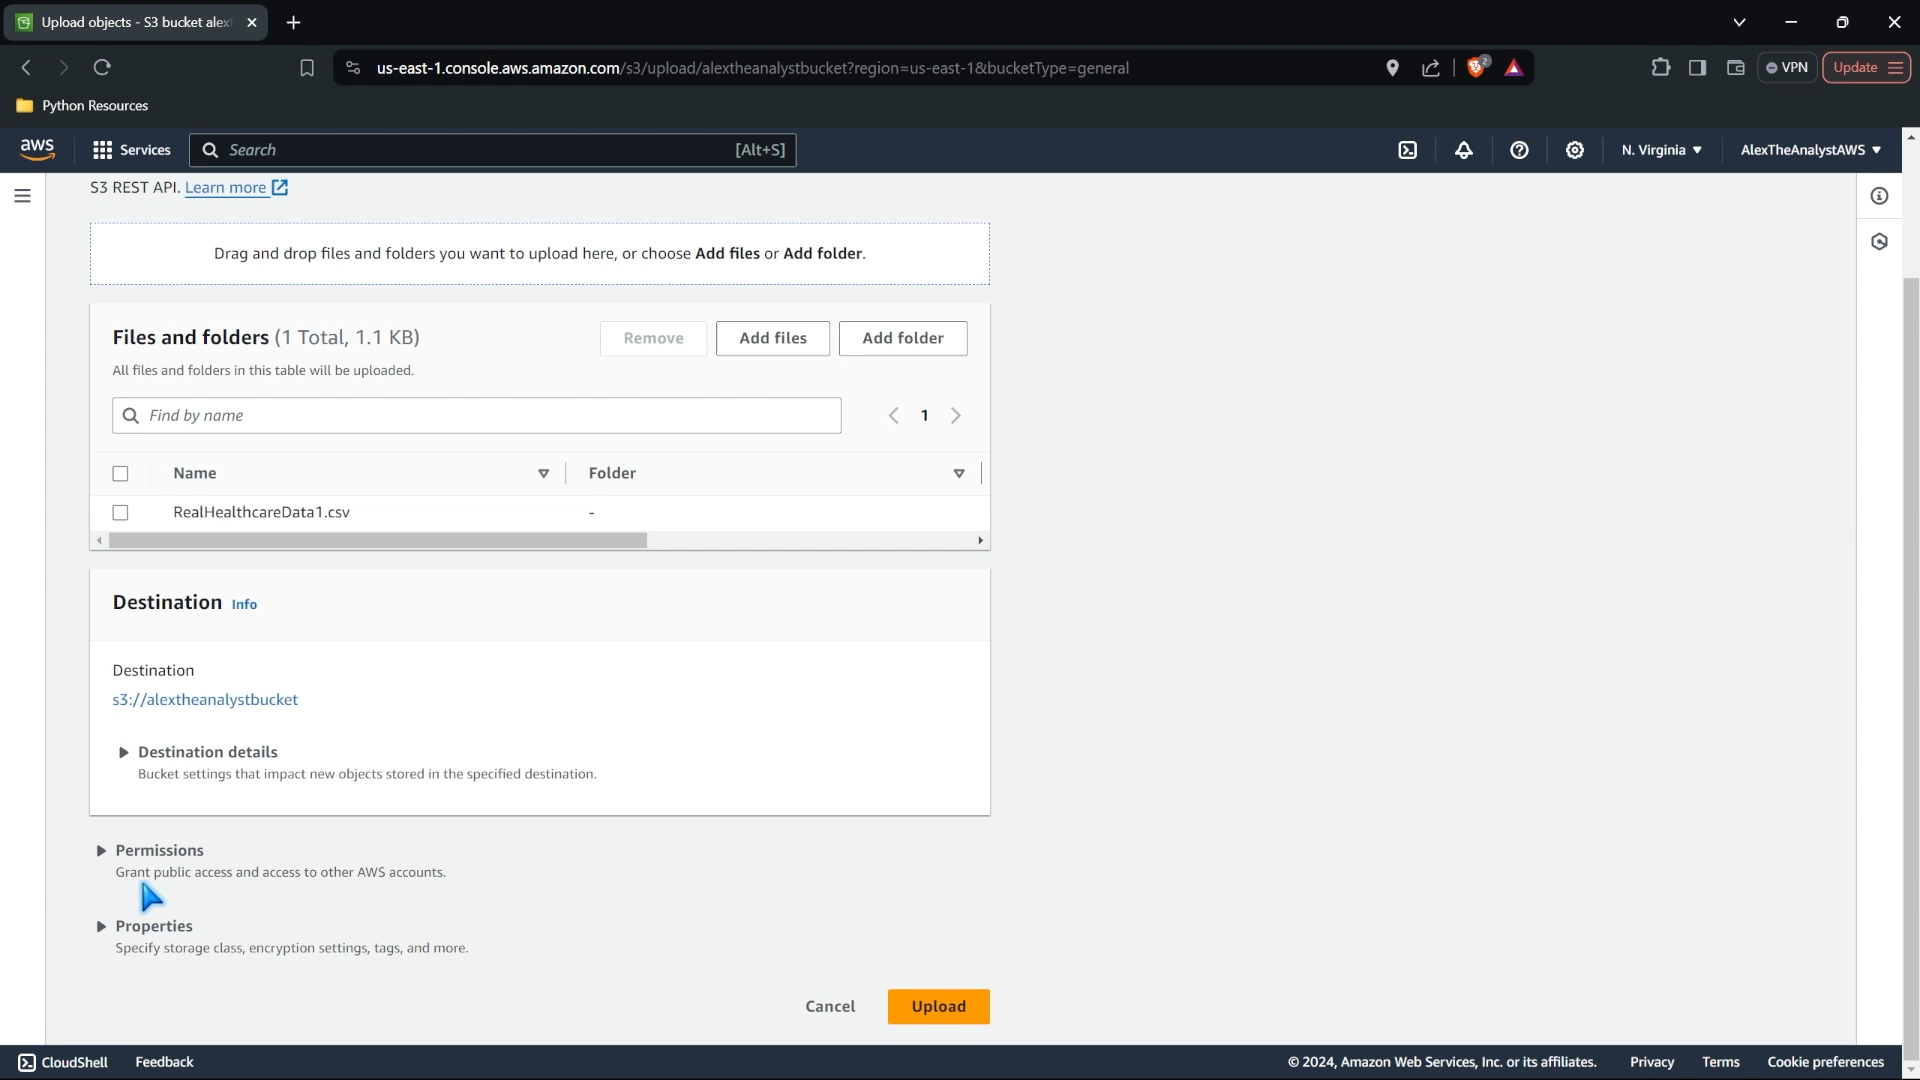 Upload objects - S3 bucket alex
us-east-1.console.aws.amazon.com/s3/upload/alextheanalystbucket?region=us-east-1&bucketType=general
2
VPN
Update
Python Resources
aws
Services
Search
[Alt+S]
N. Virginia
AlexTheAnalystAWS
S3 REST API. Learn more
Drag and drop files and folders you want to upload here, or choose Add files or Add folder.
Files and folders (1 Total, 1.1 KB)
Remove
Add files
Add folder
All files and folders in this table will be uploaded.
Find by name
1
Name
Folder
RealHealthcareData1.csv
-
Destination Info
Destination
s3://alextheanalystbucket
Destination details
Bucket settings that impact new objects stored in the specified destination.
Permissions
Grant public access and access to other AWS accounts.
Properties
Specify storage class, encryption settings, tags, and more.
Cancel
Upload
CloudShell
Feedback
© 2024, Amazon Web Services, Inc. or its affiliates.
Privacy
Terms
Cookie preferences